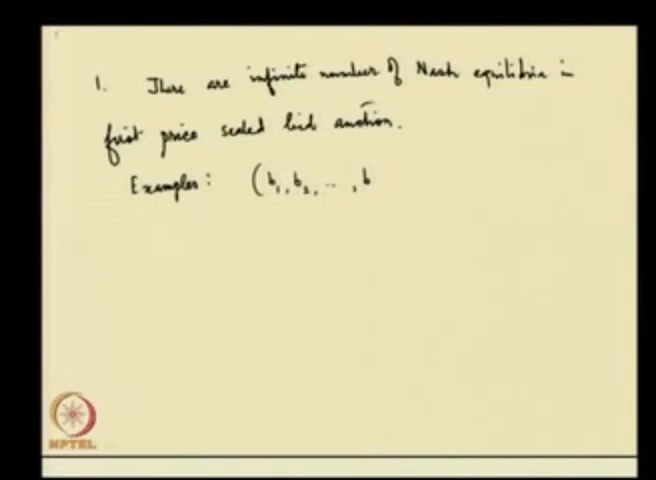 1. There are infinite number of Nash equilibria in
first price sealed bid auction.
Examples: (b₁, b₂, ..., b
NPTEL